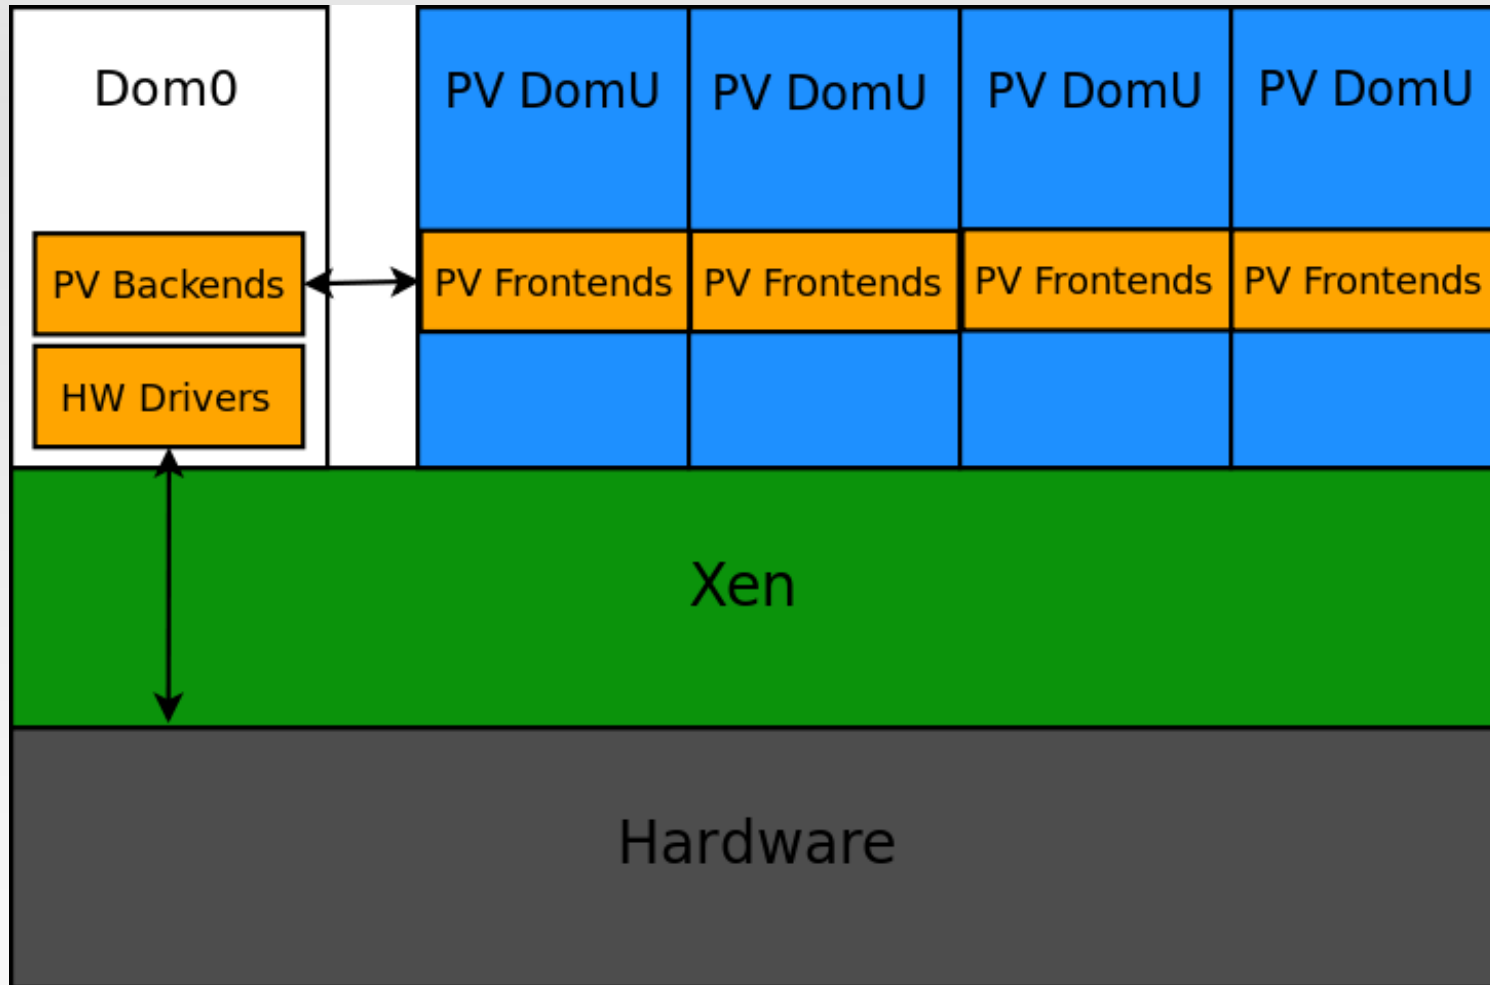 Dom0
PV DomU
PV DomU
PV DomU
PV DomU
PV Backends
PV Frontends
PV Frontends
PV Frontends
PV Frontends
HW Drivers
Xen
Hardware